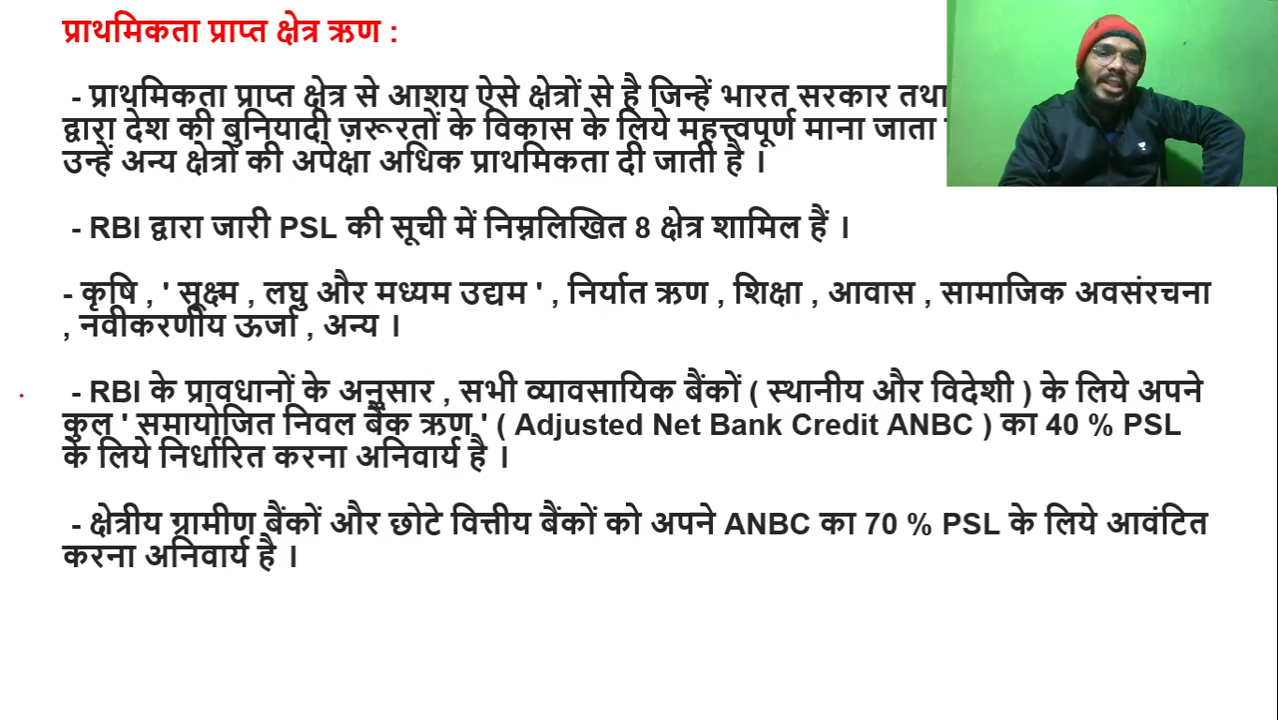 प्राथमिकता प्राप्त क्षेत्र ऋण :
- प्राथमिकता प्राप्त क्षेत्र से आशय ऐसे क्षेत्रों से है जिन्हें भारत सरकार तथा
द्वारा देश की बुनियादी ज़रूरतों के विकास के लिये महत्त्वपूर्ण माना जाता
उन्हें अन्य क्षेत्रों की अपेक्षा अधिक प्राथमिकता दी जाती है ।
- RBI द्वारा जारी PSL की सूची में निम्नलिखित 8 क्षेत्र शामिल हैं ।
- कृषि , ' सूक्ष्म , लघु और मध्यम उद्यम ' , निर्यात ऋण , शिक्षा , आवास , सामाजिक अवसंरचना
, नवीकरणीय ऊर्जा , अन्य ।
- RBI के प्रावधानों के अनुसार , सभी व्यावसायिक बैंकों ( स्थानीय और विदेशी ) के लिये अपने
कुल ' समायोजित निवल बैंक ऋण ' ( Adjusted Net Bank Credit ANBC ) का 40 % PSL
के लिये निर्धारित करना अनिवार्य है ।
- क्षेत्रीय ग्रामीण बैंकों और छोटे वित्तीय बैंकों को अपने ANBC का 70 % PSL के लिये आवंटित
करना अनिवार्य है ।